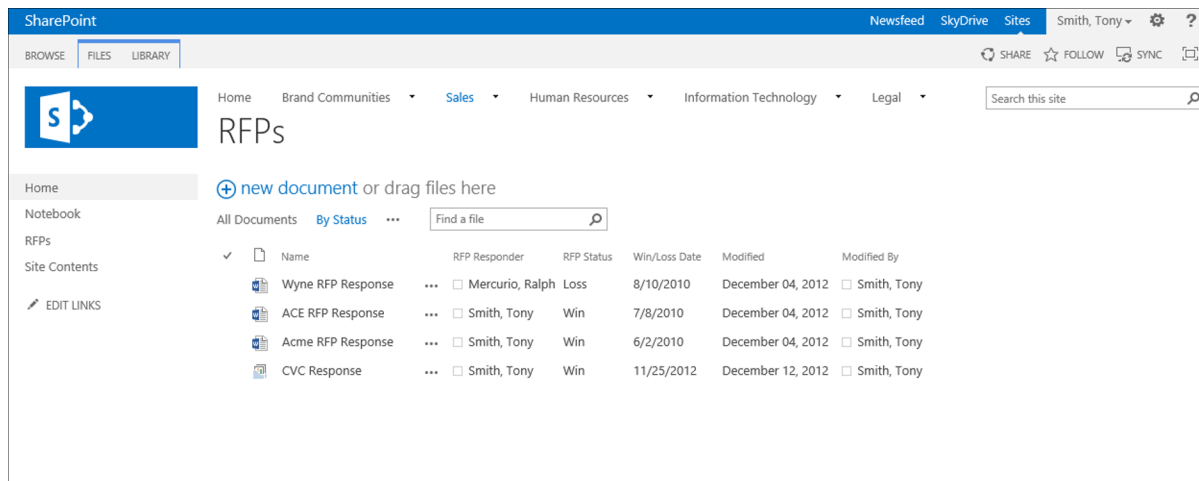 SharePoint Newsfeed SkyDrive Sites Smith, Tony ?
BROWSE FILES LIBRARY SHARE FOLLOW SYNC
S
Home Brand Communities Sales Human Resources Information Technology Legal Search this site
RFPs
Home
Notebook
RFPs
Site Contents
EDIT LINKS
new document or drag files here
All Documents By Status ••• Find a file
Name RFP Responder RFP Status Win/Loss Date Modified Modified By
Wyne RFP Response ••• Mercurio, Ralph Loss 8/10/2010 December 04, 2012 Smith, Tony
ACE RFP Response ••• Smith, Tony Win 7/8/2010 December 04, 2012 Smith, Tony
Acme RFP Response ••• Smith, Tony Win 6/2/2010 December 04, 2012 Smith, Tony
CVC Response ••• Smith, Tony Win 11/25/2012 December 12, 2012 Smith, Tony